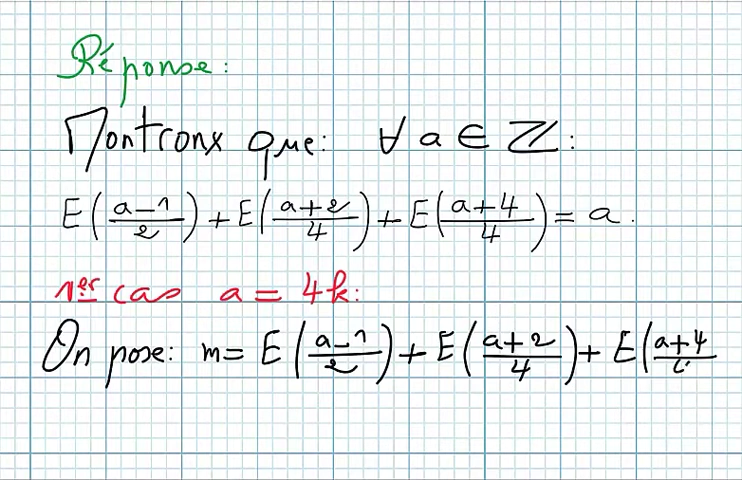 Réponse:
Montronx que: ∀ a ∈ ℤ:
E(a-1/2) + E(a+2/4) + E(a+4/4) = a.
1er cas a = 4k:
On pose: m = E(a-1/2) + E(a+2/4) + E(a+4/4